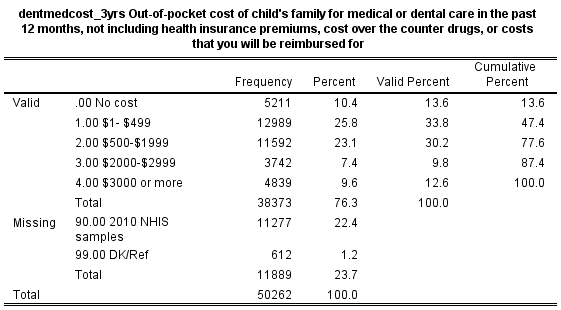 dentmedcost_3yrs Out-of-pocket cost of child's family for medical or dental care in the past
12 months, not including health insurance premiums, cost over the counter drugs, or costs
that you will be reimbursed for
Frequency Percent Valid Percent Cumulative Percent
Valid .00 No cost 5211 10.4 13.6 13.6
1.00 $1- $499 12989 25.8 33.8 47.4
2.00 $500-$1999 11592 23.1 30.2 77.6
3.00 $2000-$2999 3742 7.4 9.8 87.4
4.00 $3000 or more 4839 9.6 12.6 100.0
Total 38373 76.3 100.0
Missing 90.00 2010 NHIS samples 11277 22.4
99.00 DK/Ref 612 1.2
Total 11889 23.7
Total 50262 100.0